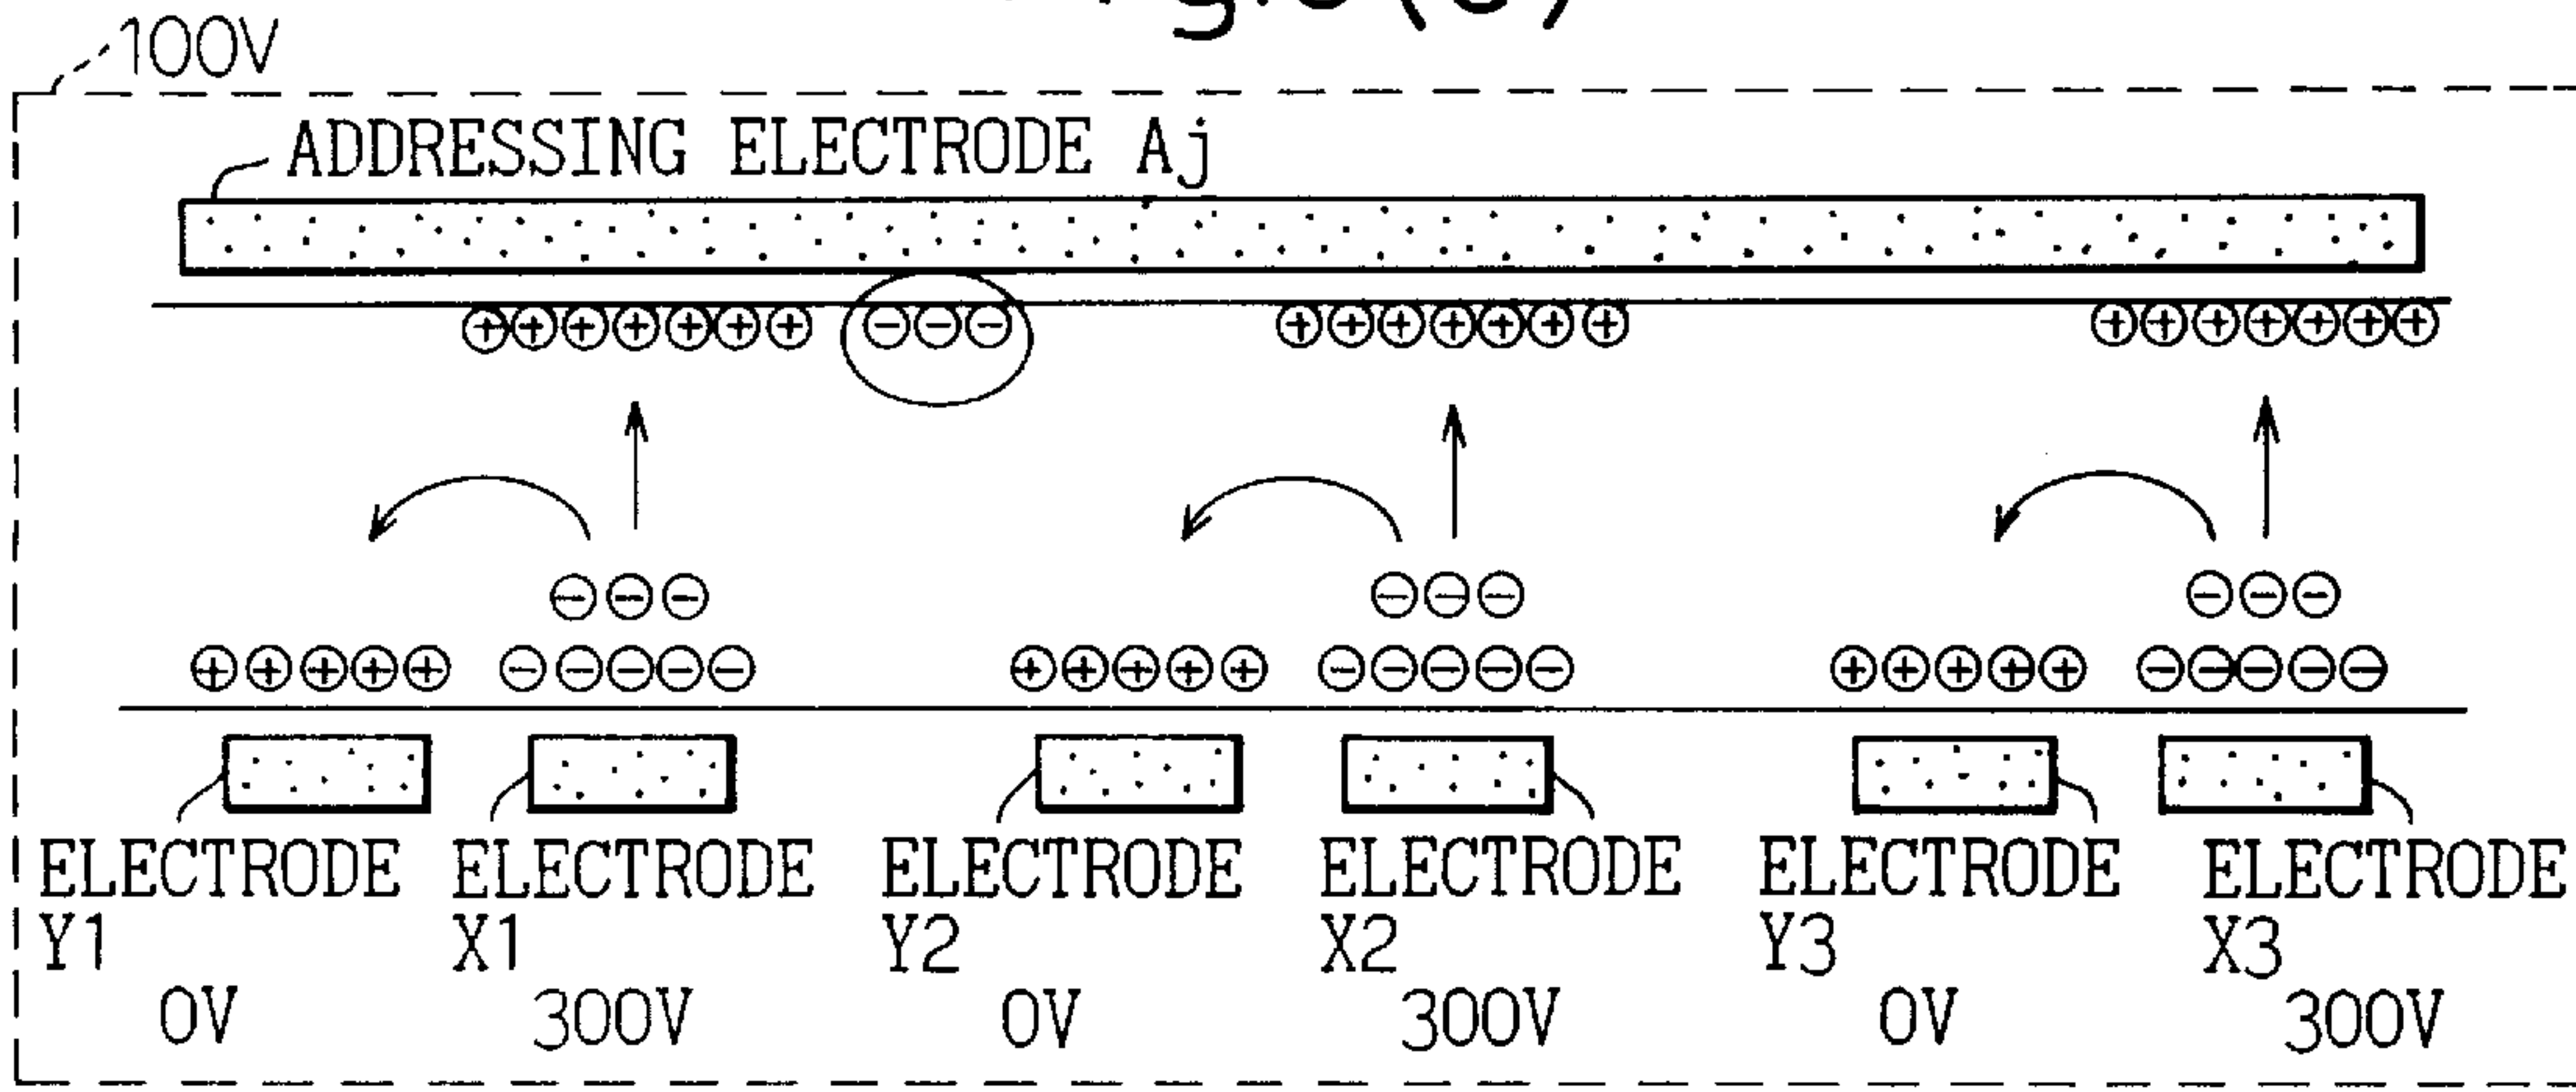 100V
ADDRESSING ELECTRODE Aj
ELECTRODE Y1
ELECTRODE X1
ELECTRODE Y2
ELECTRODE X2
ELECTRODE Y3
ELECTRODE X3
0V 300V 0V 300V 0V 300V